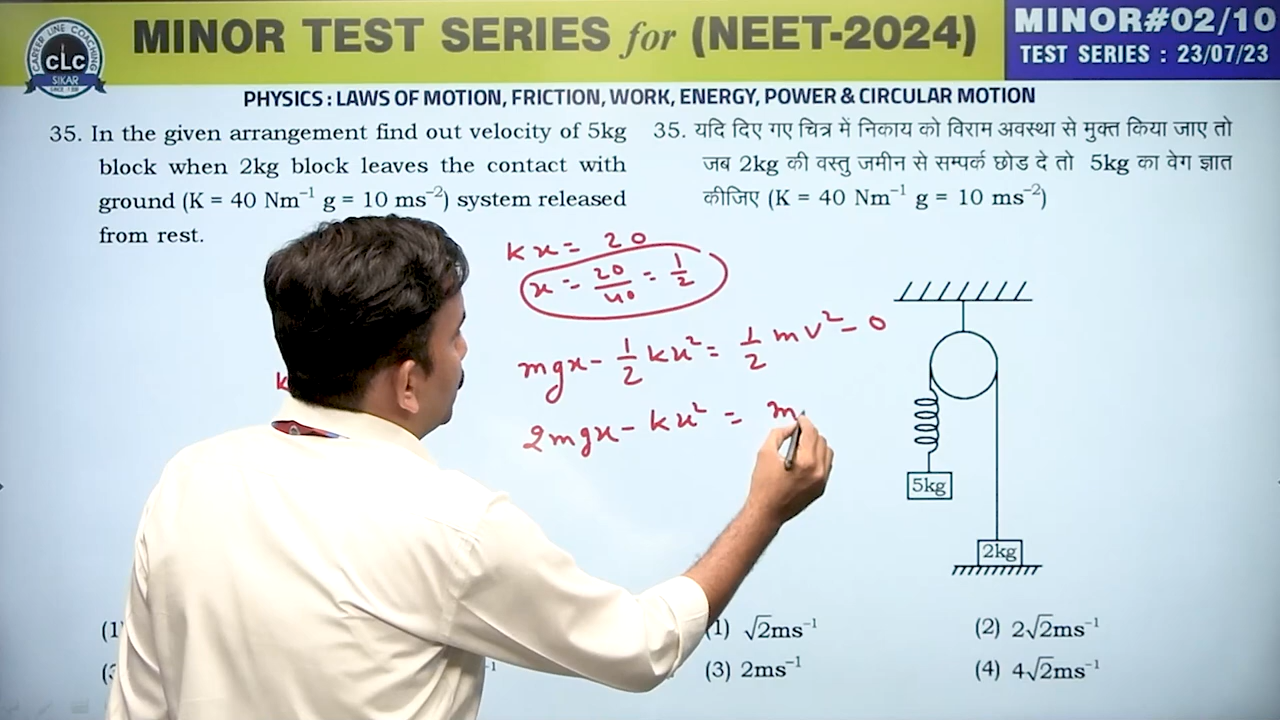 CAREER LINE COACHING
CLC
SIKAR
MINOR TEST SERIES for (NEET-2024)
MINOR#02/10
TEST SERIES : 23/07/23
PHYSICS : LAWS OF MOTION, FRICTION, WORK, ENERGY, POWER & CIRCULAR MOTION
35. In the given arrangement find out velocity of 5kg
block when 2kg block leaves the contact with
ground (K = 40 Nm⁻¹ g = 10 ms⁻²) system released
from rest.
35. यदि दिए गए चित्र में निकाय को विराम अवस्था से मुक्त किया जाए तो
जब 2kg की वस्तु जमीन से सम्पर्क छोड दे तो 5kg का वेग ज्ञात
कीजिए (K = 40 Nm⁻¹ g = 10 ms⁻²)
kx = 20
x = 20/40 = 1/2
mgx - 1/2 kx² = 1/2 mv² - 0
2mgx - kx² = m
k
5kg
2kg
(1
(1) √2ms⁻¹
(2) 2√2ms⁻¹
(3
⁻¹
(3) 2ms⁻¹
(4) 4√2ms⁻¹